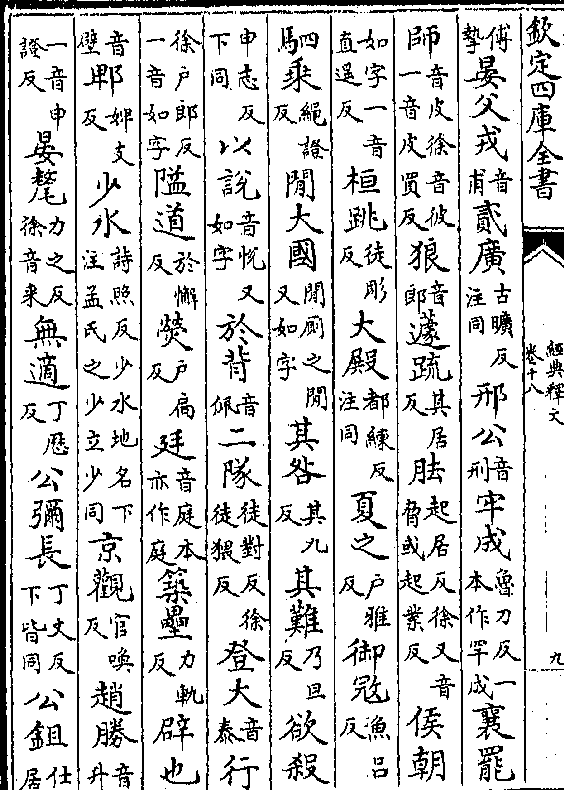 欽定四庫全書
經典釋文
卷十八
九
傅摯晏父戎音甫貳廣古曠反注同邢公音刑牢成魯刀反一本作罕成襄罷
師音皮徐音彼一音皮買反狼音郎蘧疏其居反胠起居反徐又音脅或起業反侯朝
如字一音直遥反桓跳徒彫反大殿都練反注同夏之户雅反御冦漁呂反
四馬乘繩證反閒大國閒厠之閒又如字其咎其九反其難乃旦反欲殺
申志反下同以說音恱又如字於背音佩二隊徒對反徐徒猥反登大音泰行
徐户郎反一音如字隘道於懈反熒户扃反廷音庭本亦作庭築壘力軌反辟也
音壁郫婢支反少水詩照反少水地名下注孟氏之少立少同京觀官喚反趙勝音升
一音申證反晏氂力之反徐音來無適丁歷反公彌長丁丈反下皆同公鉏仕居